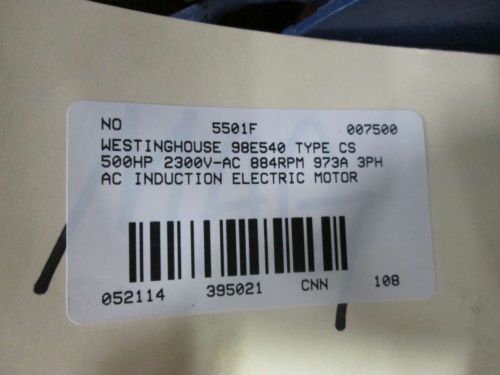 NO 5501F 007500
WESTINGHOUSE 98E540 TYPE CS
500HP 2300V-AC 884RPM 973A 3PH
AC INDUCTION ELECTRIC MOTOR
052114 395021 CNN 108